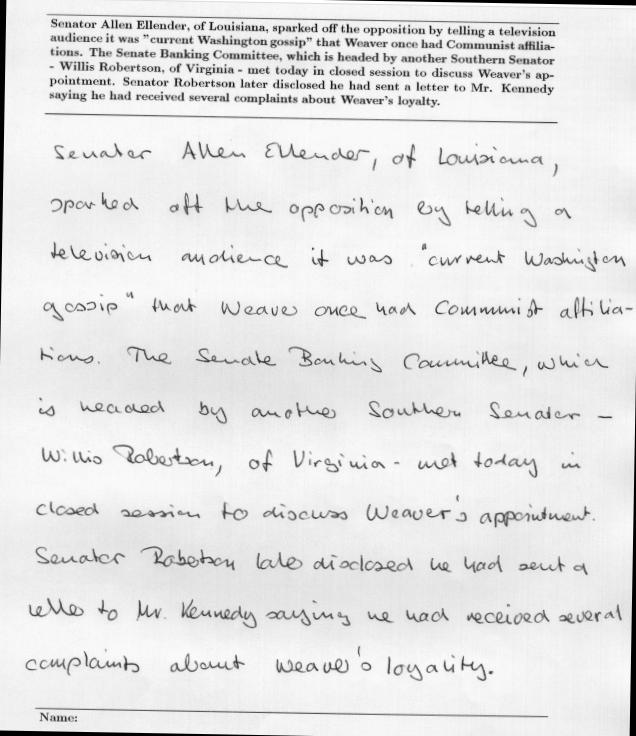 Senator Allen Ellender, of Louisiana, sparked off the opposition by telling a television
audience it was "current Washington gossip" that Weaver once had Communist affilia-
tions. The Senate Banking Committee, which is headed by another Southern Senator
- Willis Robertson, of Virginia - met today in closed session to discuss Weaver's ap-
pointment. Senator Robertson later disclosed he had sent a letter to Mr. Kennedy
saying he had received several complaints about Weaver's loyalty.
Senator Allen Ellender, of Louisiana,
sparked off the opposition by telling a
television audience it was "current Washington
gossip" that Weaver once had Communist affilia-
tions. The Senate Banking Committee, which
is headed by another Southern Senator -
Willis Robertson, of Virginia - met today in
closed session to discuss Weaver's appointment.
Senator Robertson later disclosed he had sent a
letter to Mr. Kennedy saying he had received several
complaints about Weaver's loyality.
Name: